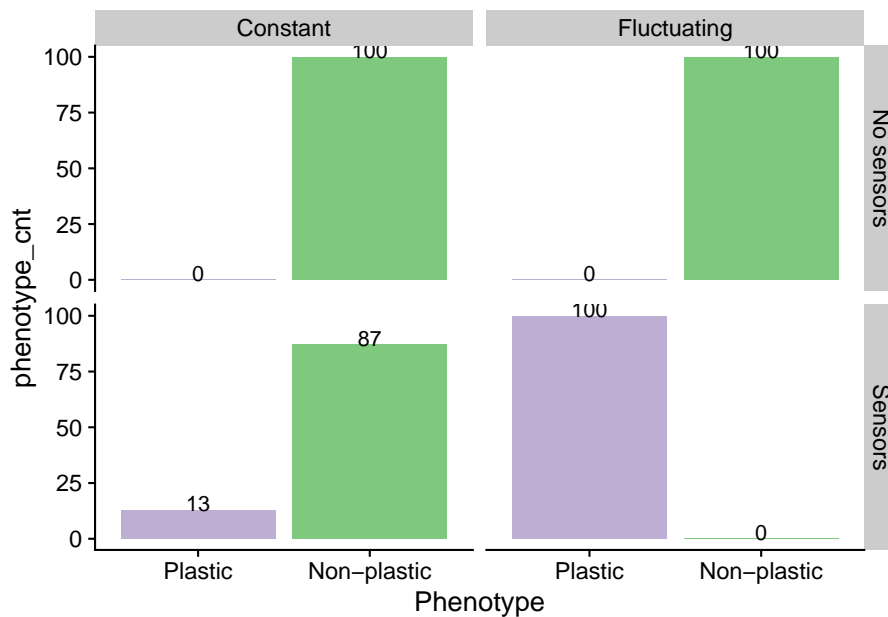 Constant Fluctuating
100
75
50
25
0
0 100
0 100
No sensors
100
75
50
25
0
13 87
100 0
Sensors
phenotype_cnt
Plastic Non−plastic Plastic Non−plastic
Phenotype